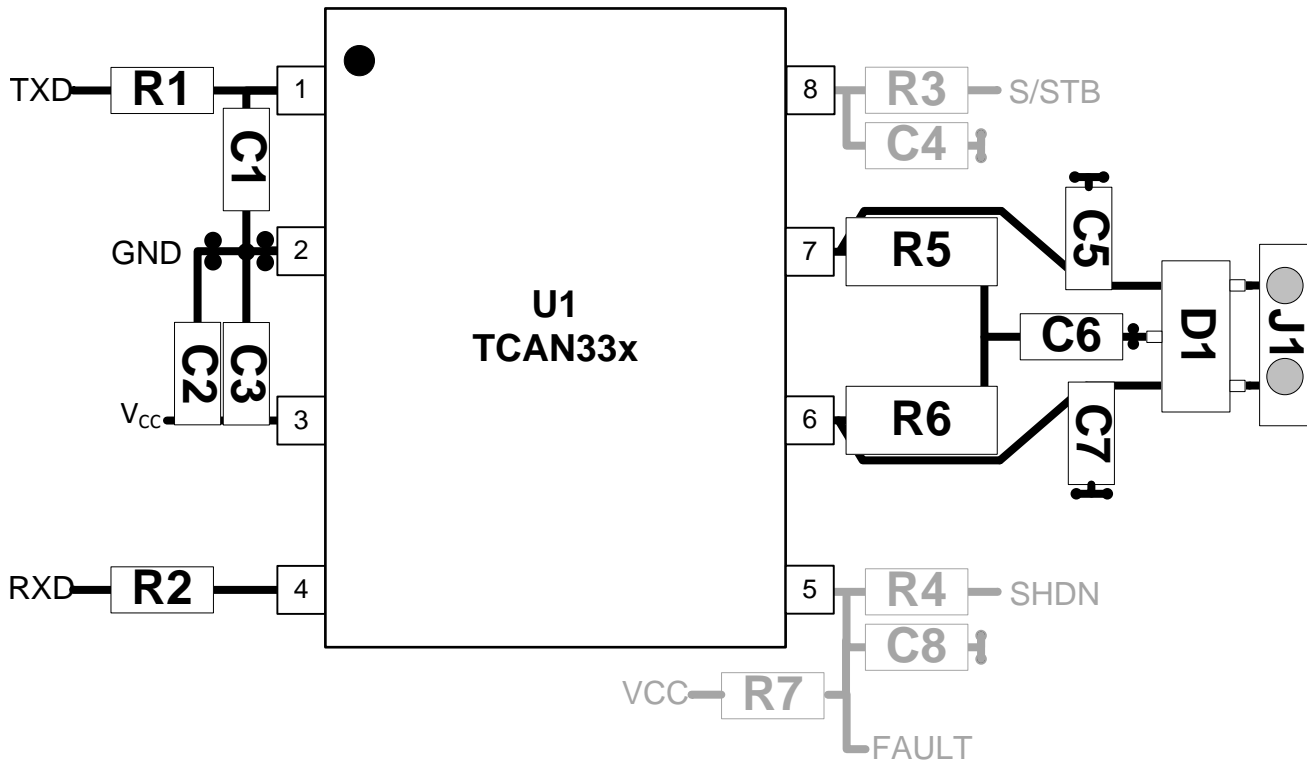 TXD
R1
1
8
R3
S/STB
C1
C4
GND
2
7
R5
C5
U1
TCAN33x
C6
D1
J1
C2
C3
VCC
3
6
R6
C7
RXD
R2
4
5
R4
SHDN
C8
VCC
R7
FAULT